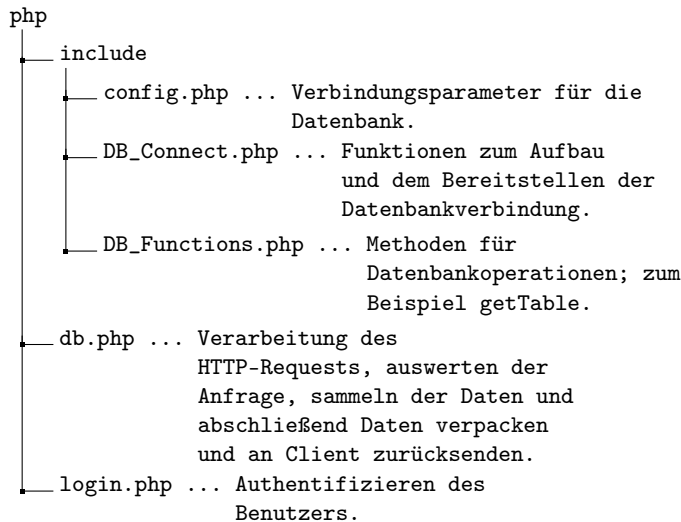 php
include
config.php ... Verbindungsparameter für die
Datenbank.
DB_Connect.php ... Funktionen zum Aufbau
und dem Bereitstellen der
Datenbankverbindung.
DB_Functions.php ... Methoden für
Datenbankoperationen; zum
Beispiel getTable.
db.php ... Verarbeitung des
HTTP-Requests, auswerten der
Anfrage, sammeln der Daten und
abschließend Daten verpacken
und an Client zurücksenden.
login.php ... Authentifizieren des
Benutzers.